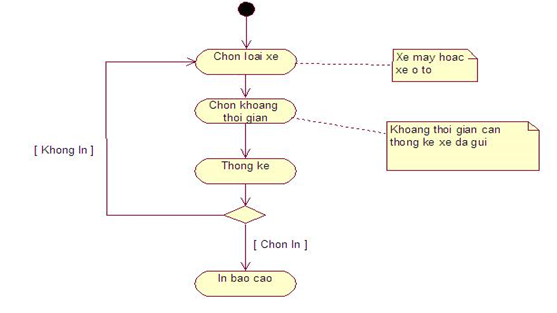 Chon loai xe
Xe may hoac
xe o to
Chon khoang
thoi gian
Khoang thoi gian can
thong ke xe da gui
[ Khong In ]
Thong ke
[ Chon In ]
In bao cao